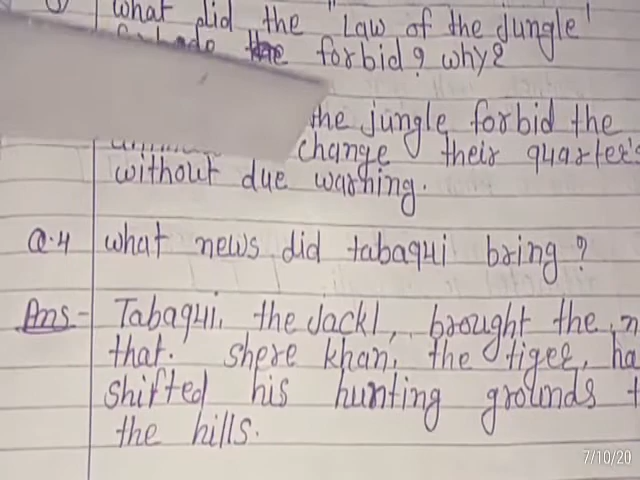 What did the "Law of the jungle"
forbid? why?
the jungle forbid the
change their quarter's
without due warning.
Q.4 what news did tabaqui bring?
Ans- Tabaqui, the Jackl, brought the
that. shere khan, the tiger,
shifted his hunting grounds
the hills.
7/10/20